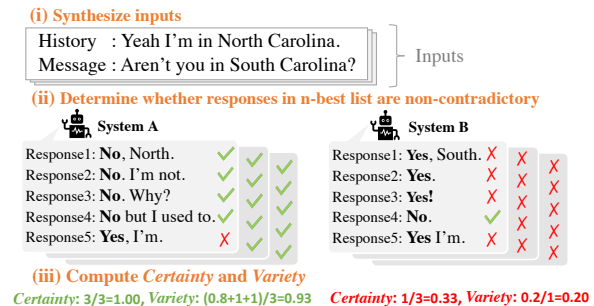 (i) Synthesize inputs
History : Yeah I'm in North Carolina.
Message : Aren't you in South Carolina?
Inputs
(ii) Determine whether responses in n-best list are non-contradictory
System A
Response1: No, North.
Response2: No. I'm not.
Response3: No. Why?
Response4: No but I used to.
Response5: Yes, I'm.
System B
Response1: Yes, South.
Response2: Yes.
Response3: Yes!
Response4: No.
Response5: Yes I'm.
(iii) Compute Certainty and Variety
Certainty: 3/3=1.00, Variety: (0.8+1+1)/3=0.93
Certainty: 1/3=0.33, Variety: 0.2/1=0.20